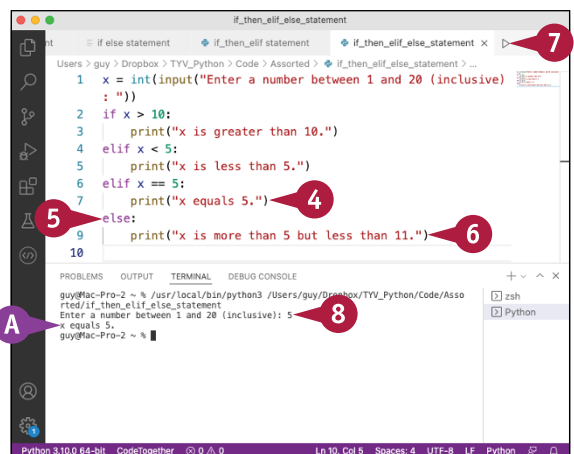 if_then_elif_else_statement
nt if else statement if_then_elif statement if_then_elif_else_statement × 7
Users > guy > Dropbox > TYV_Python > Code > Assorted > if_then_elif_else_statement > ...
1 x = int(input("Enter a number between 1 and 20 (inclusive)
: "))
2 if x > 10:
3 print("x is greater than 10.")
4 elif x < 5:
5 print("x is less than 5.")
6 elif x == 5:
7 print("x equals 5.") 4
5 else:
9 print("x is more than 5 but less than 11.") 6
10
PROBLEMS OUTPUT TERMINAL DEBUG CONSOLE
guy@Mac-Pro-2 ~ % /usr/local/bin/python3 /Users/guy/Dropbox/TYV_Python/Code/Asso
rted/if_then_elif_else_statement
Enter a number between 1 and 20 (inclusive): 5 8
A x equals 5.
guy@Mac-Pro-2 ~ %
zsh
Python
1
Python 3.10.0 64-bit CodeTogether 0 0 Ln 10, Col 5 Spaces: 4 UTF-8 LF Python